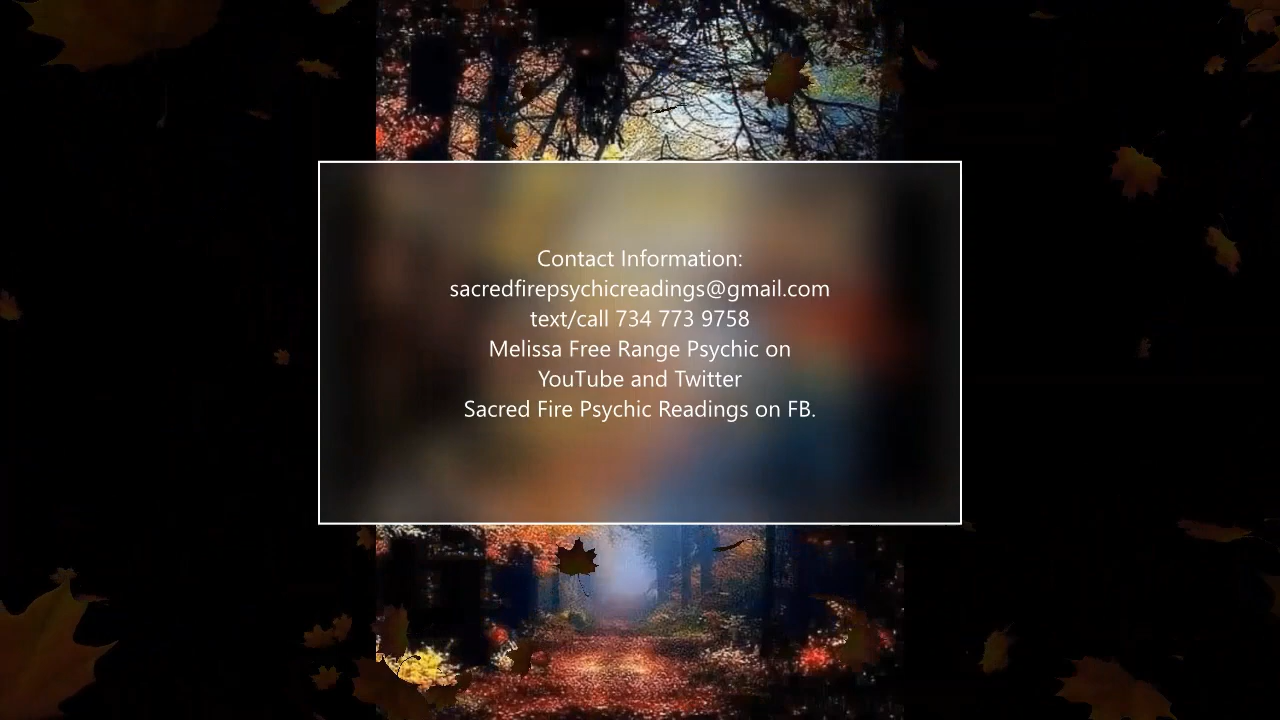 Contact Information:
sacredfirepsychicreadings@gmail.com
text/call 734 773 9758
Melissa Free Range Psychic on
YouTube and Twitter
Sacred Fire Psychic Readings on FB.